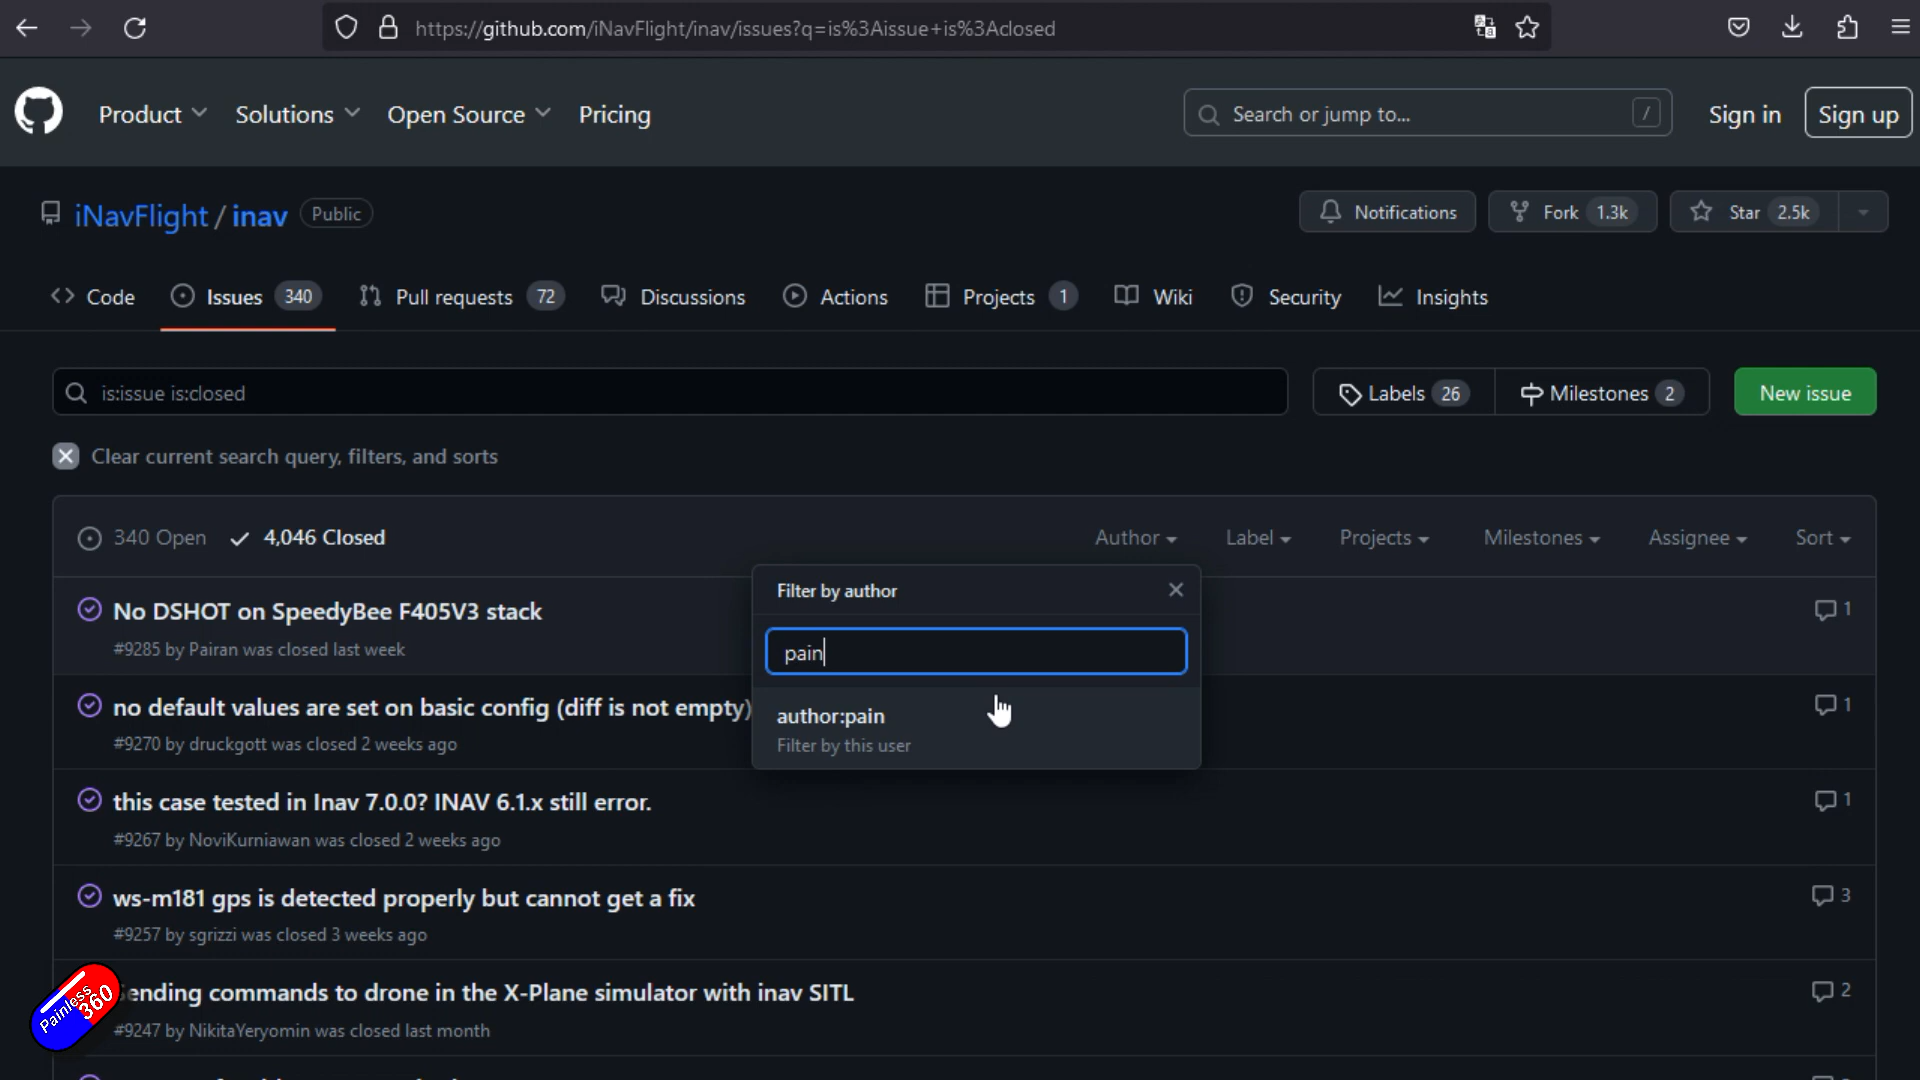 https://github.com/iNavFlight/inav/issues?q=is%3Aissue+is%3Aclosed
Product
Solutions
Open Source
Pricing
Search or jump to...
/
Sign in
Sign up
iNavFlight / inav
Public
Notifications
Fork 1.3k
Star 2.5k
Code
Issues 340
Pull requests 72
Discussions
Actions
Projects 1
Wiki
Security
Insights
is:issue is:closed
Labels 26
Milestones 2
New issue
Clear current search query, filters, and sorts
340 Open
4,046 Closed
Author
Label
Projects
Milestones
Assignee
Sort
Filter by author
pain
author:pain
Filter by this user
No DSHOT on SpeedyBee F405V3 stack
1
#9285 by Pairan was closed last week
no default values are set on basic config (diff is not empty)
1
#9270 by druckgott was closed 2 weeks ago
this case tested in Inav 7.0.0? INAV 6.1.x still error.
1
#9267 by NoviKurniawan was closed 2 weeks ago
ws-m181 gps is detected properly but cannot get a fix
3
#9257 by sgrizzi was closed 3 weeks ago
ending commands to drone in the X-Plane simulator with inav SITL
2
#9247 by NikitaYeryomin was closed last month
Painless
360